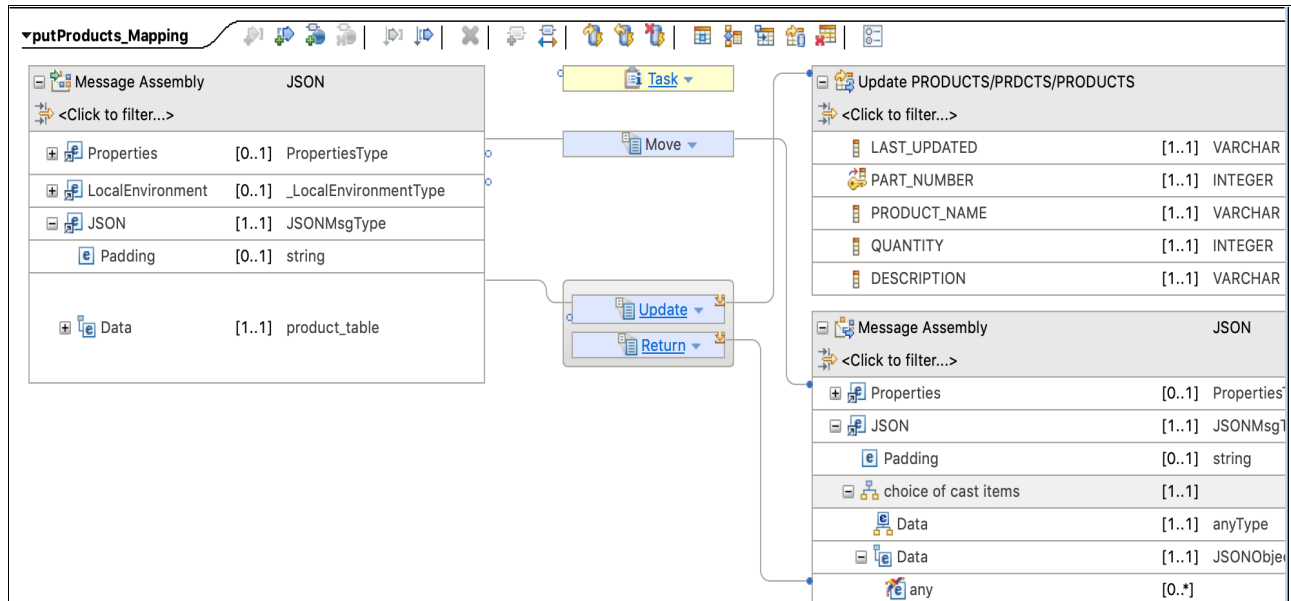 putProducts_Mapping
Message Assembly JSON
<Click to filter...>
Properties [0..1] PropertiesType
LocalEnvironment [0..1] _LocalEnvironmentType
JSON [1..1] JSONMsgType
Padding [0..1] string
Data [1..1] product_table
Task
Move
Update
Return
Update PRODUCTS/PRDCTS/PRODUCTS
<Click to filter...>
LAST_UPDATED [1..1] VARCHAR
PART_NUMBER [1..1] INTEGER
PRODUCT_NAME [1..1] VARCHAR
QUANTITY [1..1] INTEGER
DESCRIPTION [1..1] VARCHAR
Message Assembly JSON
<Click to filter...>
Properties [0..1] Properties
JSON [1..1] JSONMsg
Padding [0..1] string
choice of cast items [1..1]
Data [1..1] anyType
Data [1..1] JSONObje
any [0..*]